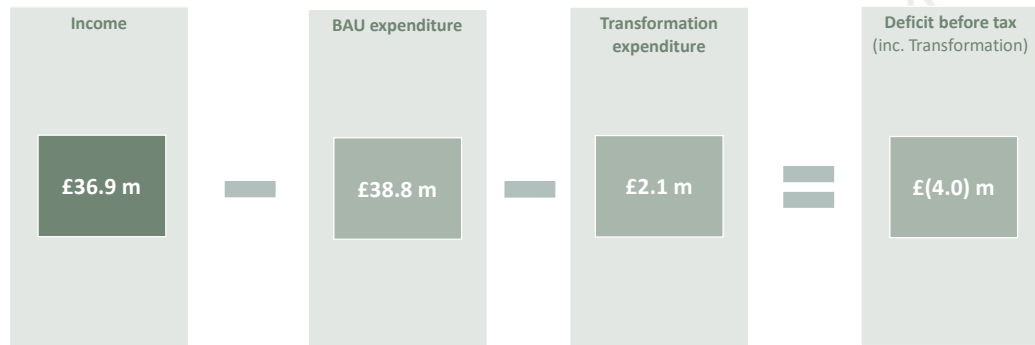 Income
BAU expenditure
Transformation
expenditure
Deficit before tax
(inc. Transformation)
£36.9 m
£38.8 m
£2.1 m
£(4.0) m